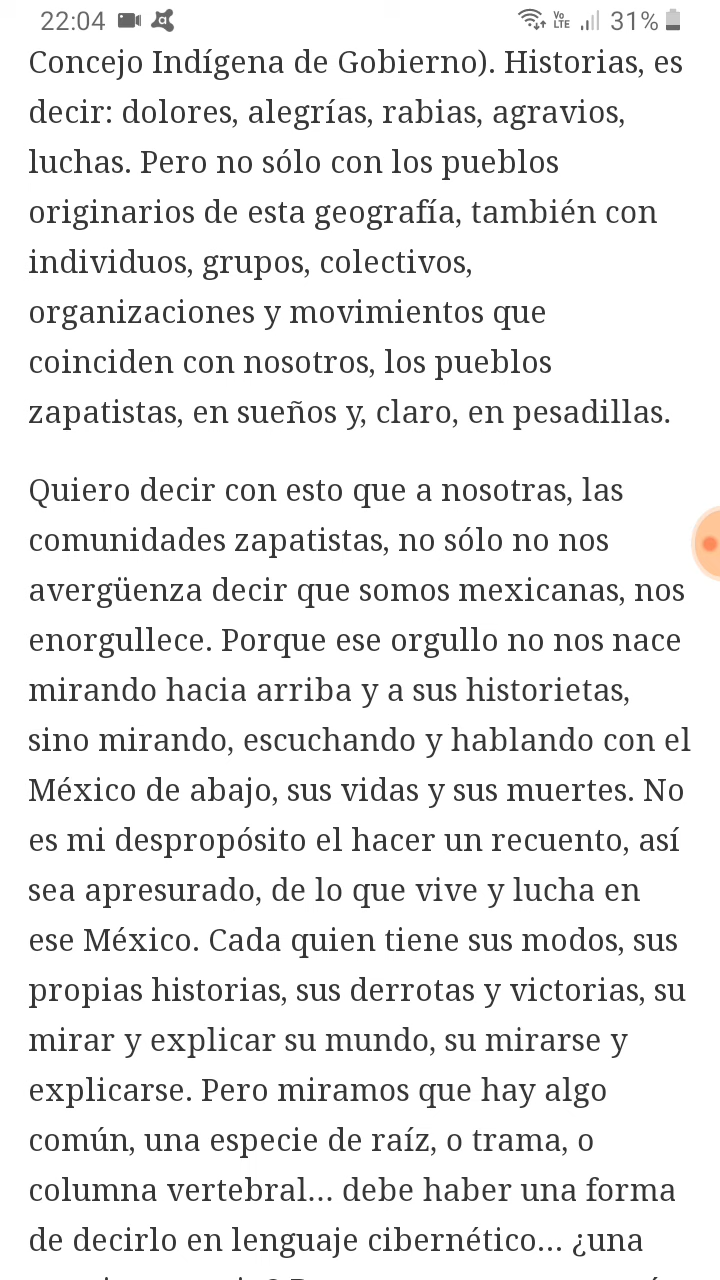 22:04 Vo LTE 31%
Concejo Indígena de Gobierno). Historias, es
decir: dolores, alegrías, rabias, agravios,
luchas. Pero no sólo con los pueblos
originarios de esta geografía, también con
individuos, grupos, colectivos,
organizaciones y movimientos que
coinciden con nosotros, los pueblos
zapatistas, en sueños y, claro, en pesadillas.
Quiero decir con esto que a nosotras, las
comunidades zapatistas, no sólo no nos
avergüenza decir que somos mexicanas, nos
enorgullece. Porque ese orgullo no nos nace
mirando hacia arriba y a sus historietas,
sino mirando, escuchando y hablando con el
México de abajo, sus vidas y sus muertes. No
es mi despropósito el hacer un recuento, así
sea apresurado, de lo que vive y lucha en
ese México. Cada quien tiene sus modos, sus
propias historias, sus derrotas y victorias, su
mirar y explicar su mundo, su mirarse y
explicarse. Pero miramos que hay algo
común, una especie de raíz, o trama, o
columna vertebral... debe haber una forma
de decirlo en lenguaje cibernético... ¿una